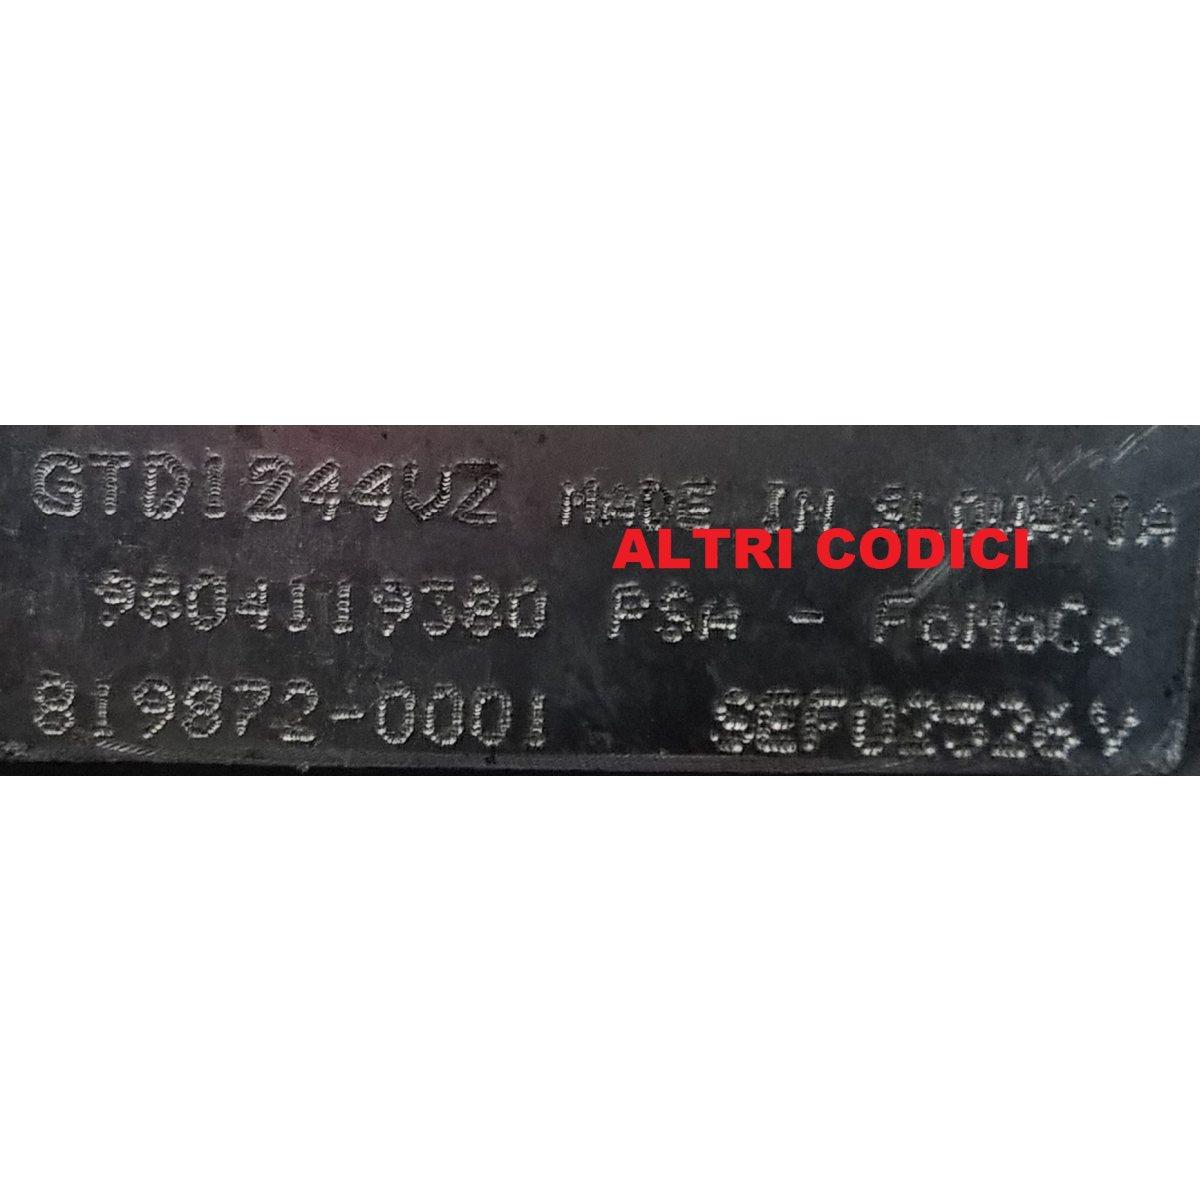 GTD1244VZ MADE IN SLOVAKIA
ALTRI CODICI
9804119380 PSA - FoMoCo
819872-0001 SEF02526V